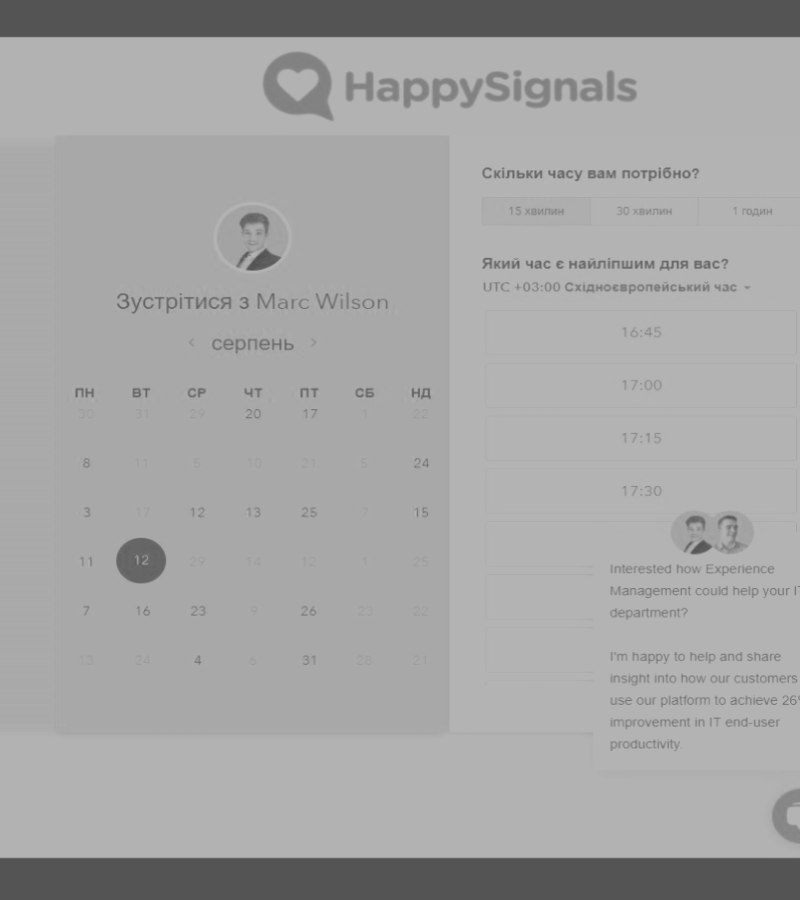 HappySignals
Зустрітися з Marc Wilson
серпень
ПН ВТ СР ЧТ ПТ СБ НД
30 31 29 20 17 1 22
8 11 5 10 21 5 24
3 17 12 13 25 7 15
11 12 29 14 12 1 25
7 16 23 9 26 23 22
13 24 4 6 31 28 21
Скільки часу вам потрібно?
15 хвилин 30 хвилин 1 годин
Який час є найліпшим для вас?
UTC +03:00 Східноєвропейський час
16:45
17:00
17:15
17:30
Interested how Experience
Management could help your IT
department?
I'm happy to help and share
insight into how our customers
use our platform to achieve 26%
improvement in IT end-user
productivity.